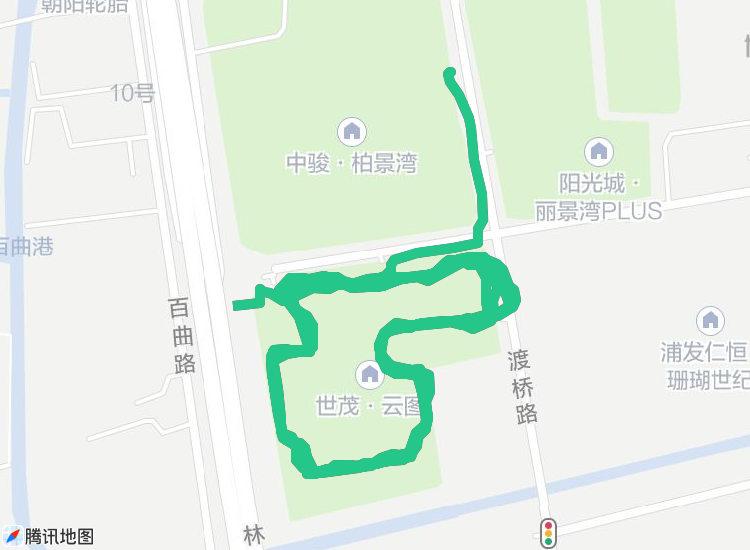 朝阳轮胎
10号
中骏·柏景湾
阳光城·
丽景湾PLUS
百曲港
百曲路
渡桥路
浦发仁恒
珊瑚世纪
世茂·云图
林
腾讯地图